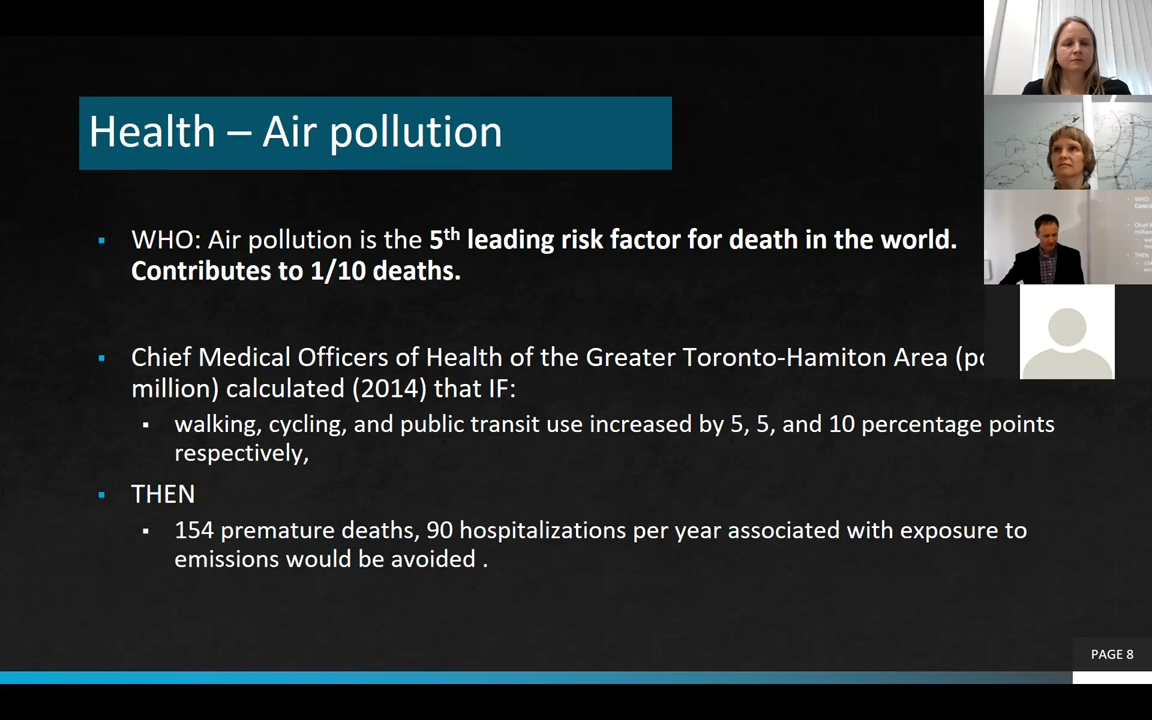 Health – Air pollution
WHO: Air pollution is the 5th leading risk factor for death in the world.
Contributes to 1/10 deaths.
Chief Medical Officers of Health of the Greater Toronto-Hamiton Area
million) calculated (2014) that IF:
walking, cycling, and public transit use increased by 5, 5, and 10 percentage points
respectively,
THEN
154 premature deaths, 90 hospitalizations per year associated with exposure to
emissions would be avoided .
PAGE 8